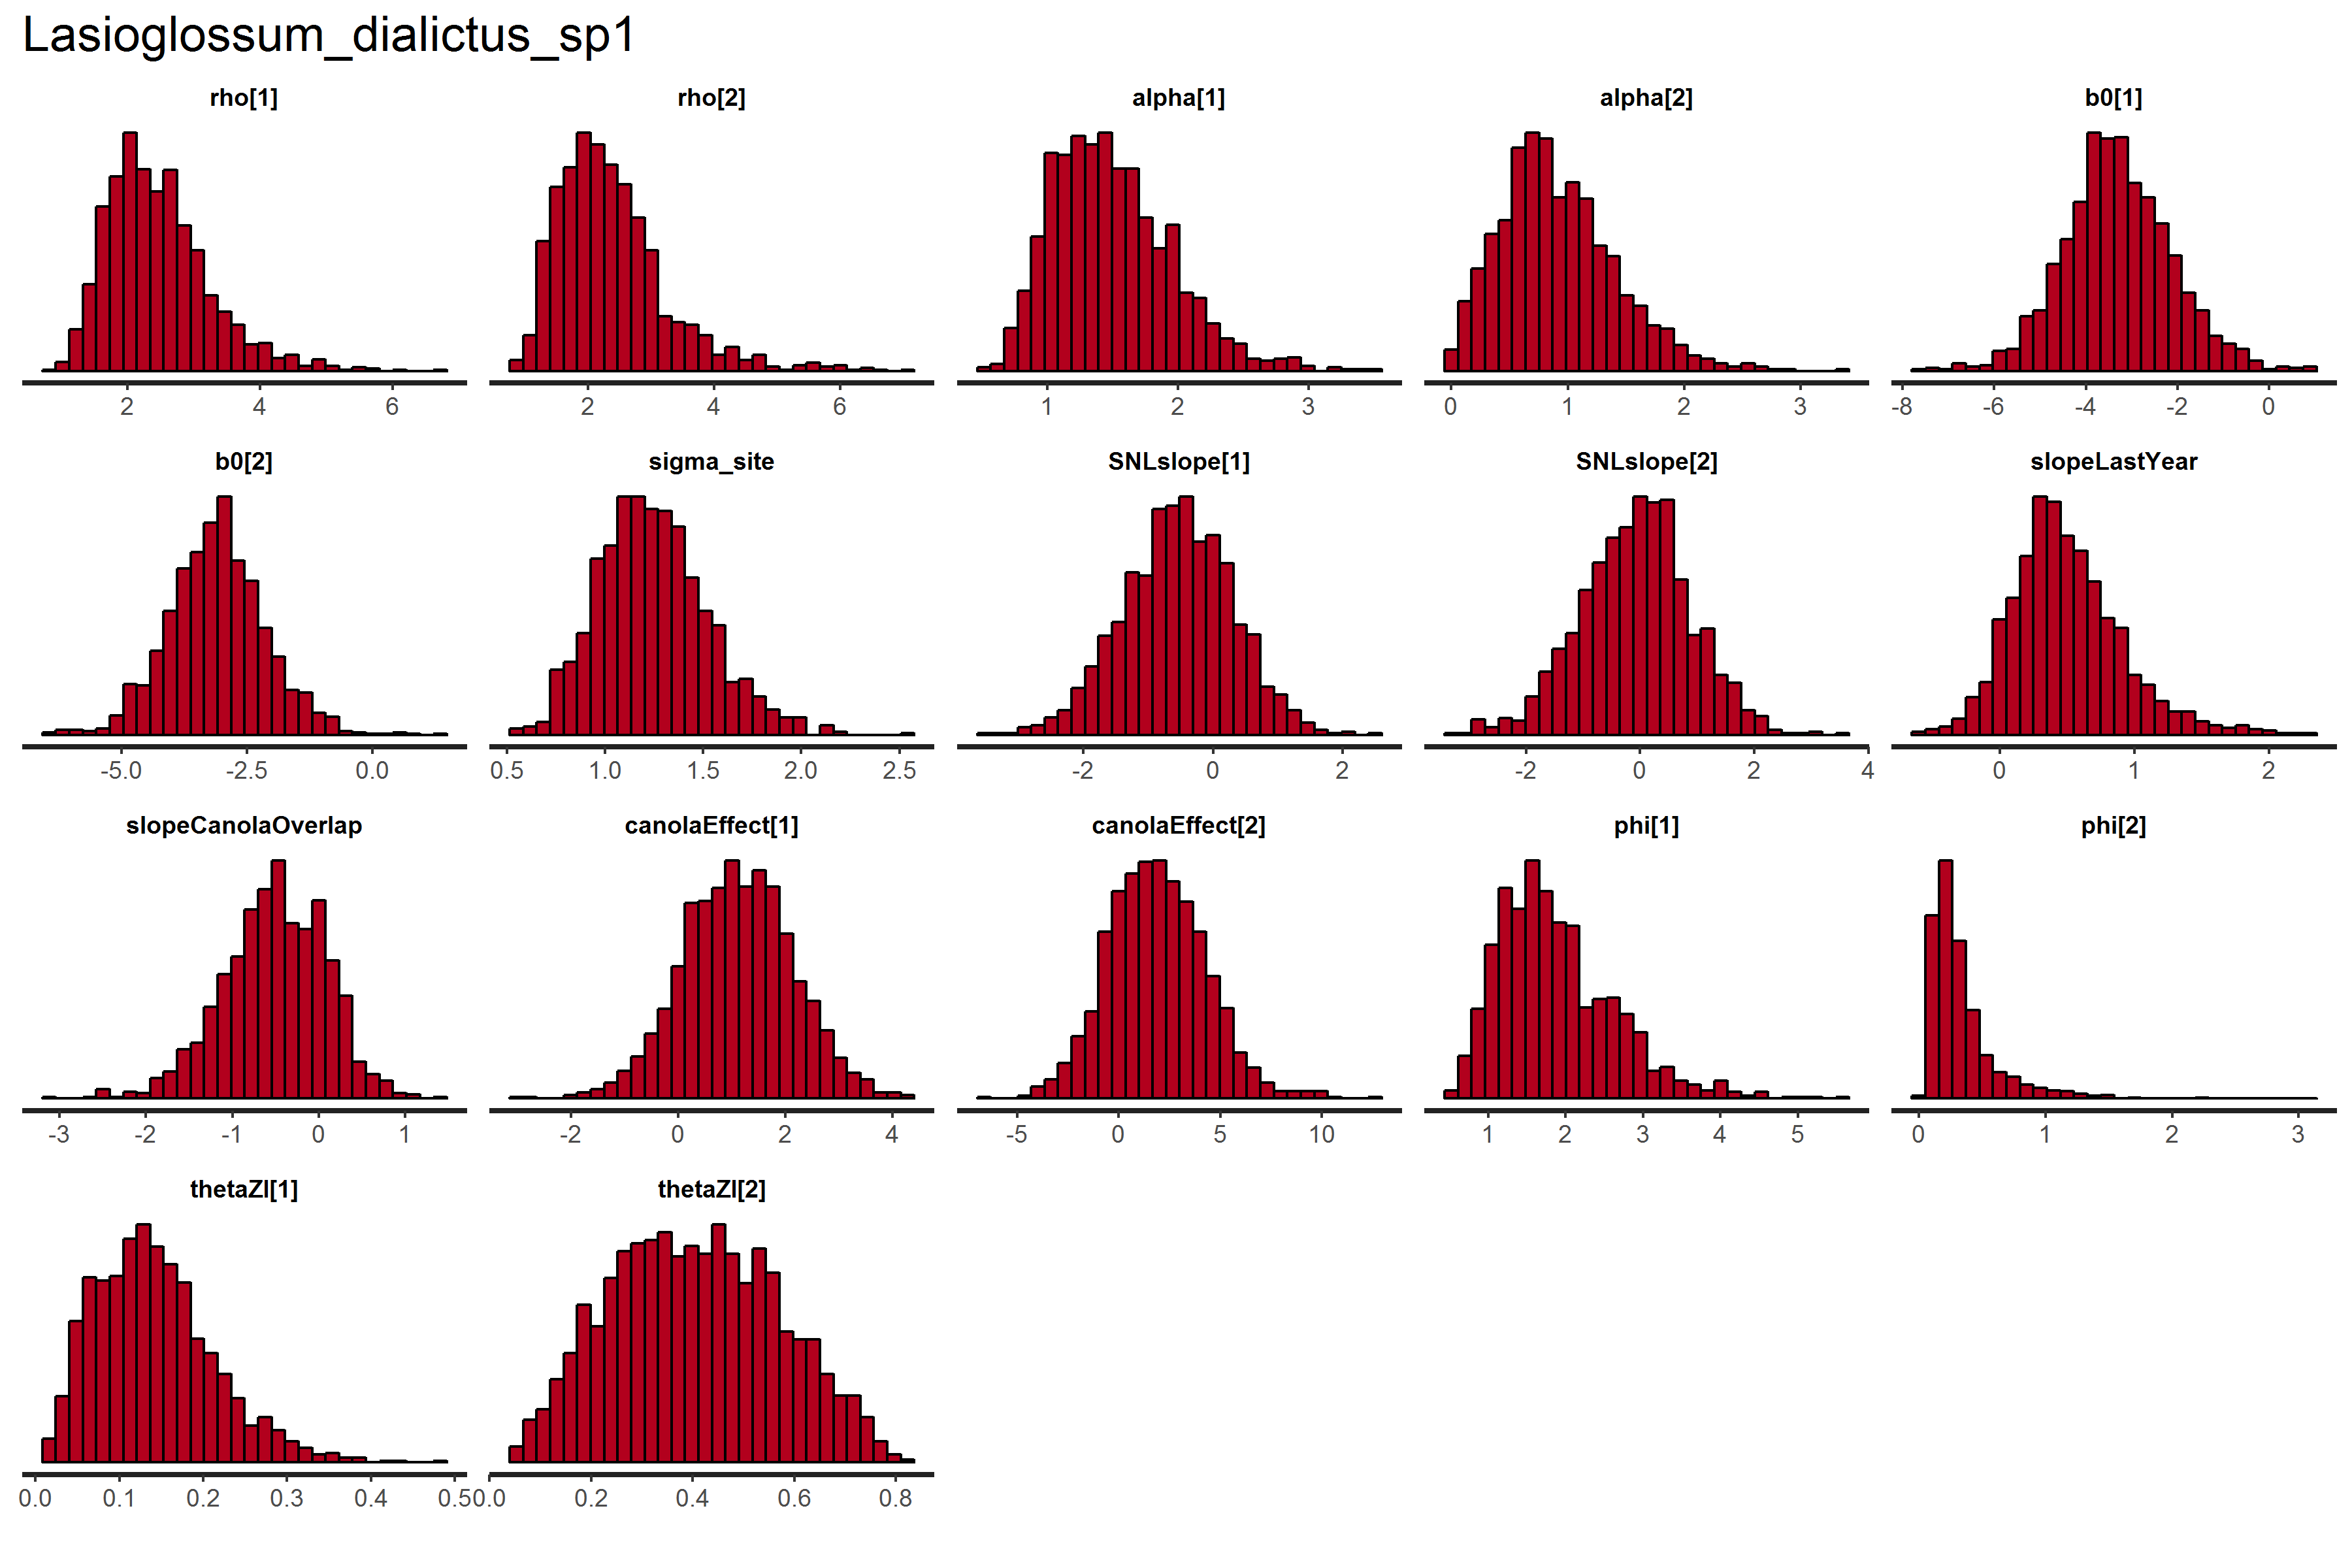 Lasioglossum_dialictus_sp1
rho[1] rho[2] alpha[1] alpha[2] b0[1]
2 4 6 2 4 6 1 2 3 0 1 2 3 -8 -6 -4 -2 0
b0[2] sigma_site SNLslope[1] SNLslope[2] slopeLastYear
-5.0 -2.5 0.0 0.5 1.0 1.5 2.0 2.5 -2 0 2 -2 0 2 4 0 1 2
slopeCanolaOverlap canolaEffect[1] canolaEffect[2] phi[1] phi[2]
-3 -2 -1 0 1 -2 0 2 4 -5 0 5 10 1 2 3 4 5 0 1 2 3
thetaZI[1] thetaZI[2]
0.0 0.1 0.2 0.3 0.4 0.5 0.0 0.2 0.4 0.6 0.8